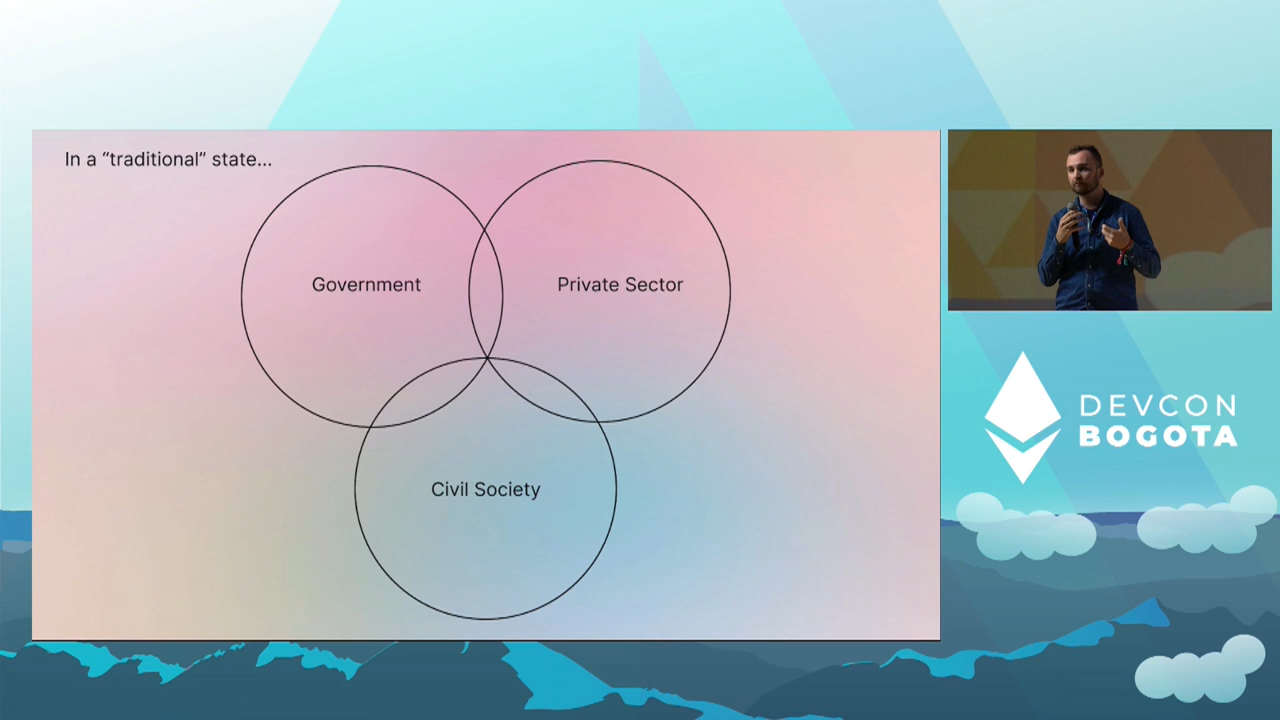 In a “traditional” state...
Government
Private Sector
Civil Society
DEVCON
BOGOTA